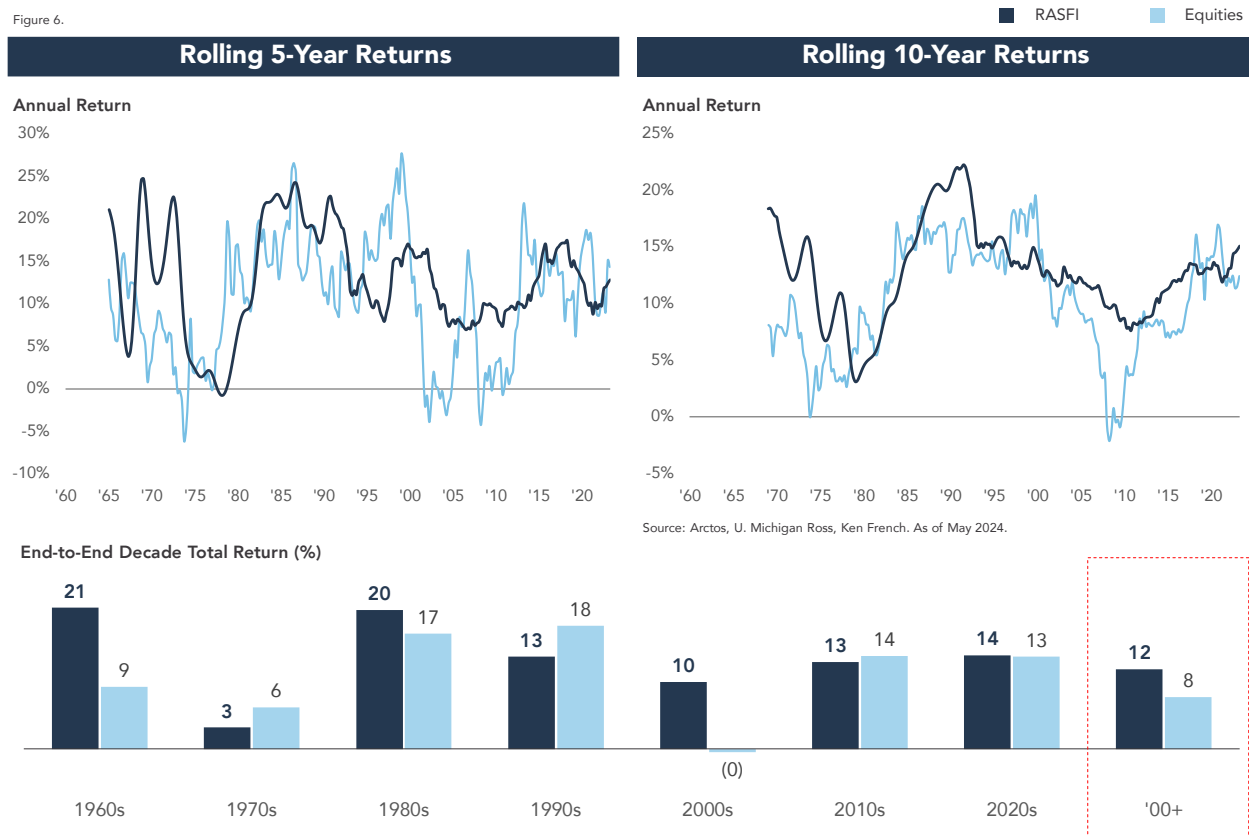 Figure 6.
RASFI Equities
Rolling 5-Year Returns
Annual Return
30%
25%
20%
15%
10%
5%
0%
-5%
-10%
'60 '65 '70 '75 '80 '85 '90 '95 '00 '05 '10 '15 '20
Rolling 10-Year Returns
Annual Return
25%
20%
15%
10%
5%
0%
-5%
'60 '65 '70 '75 '80 '85 '90 '95 '00 '05 '10 '15 '20
Source: Arctos, U. Michigan Ross, Ken French. As of May 2024.
End-to-End Decade Total Return (%)
21 9 3 6 20 17 13 18 10 (0) 13 14 14 13 12 8
1960s 1970s 1980s 1990s 2000s 2010s 2020s '00+